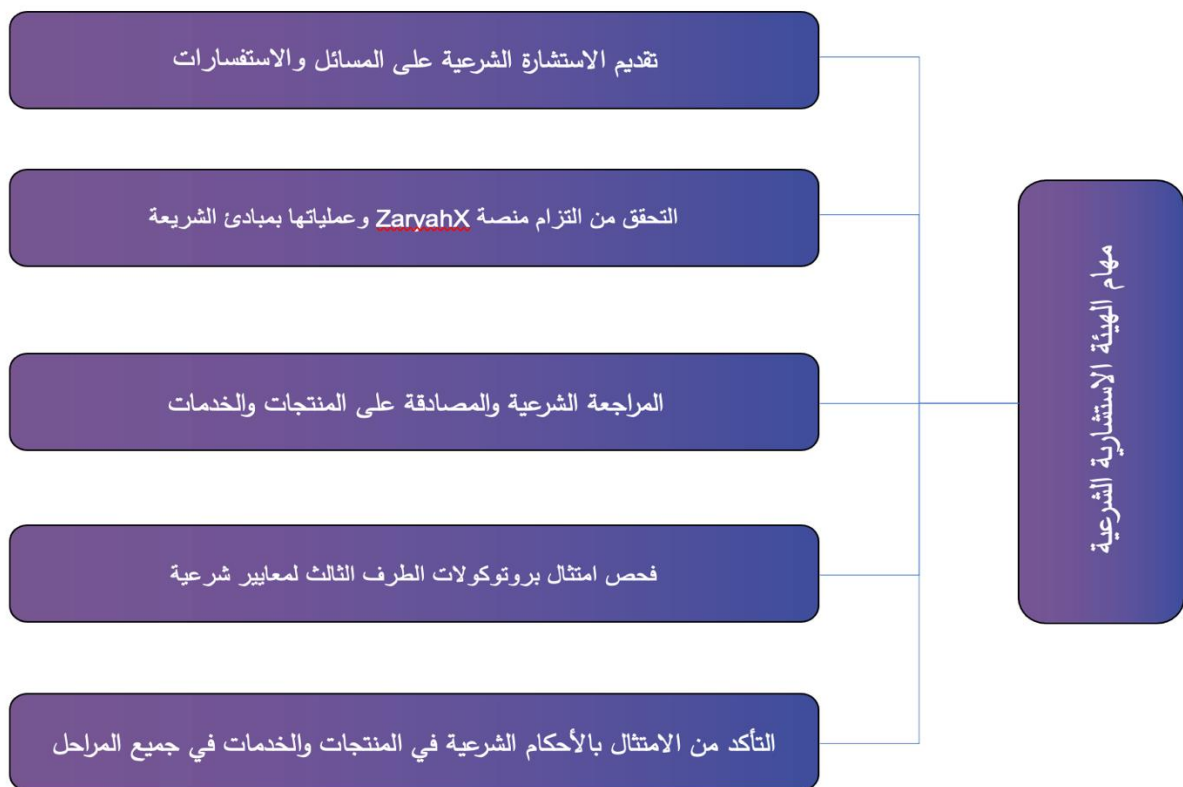 مهام الهيئة الاستشارية الشرعية
تقديم الاستشارة الشرعية على المسائل والاستفسارات
التحقق من التزام منصة ZaryahX وعملياتها بمبادئ الشريعة
المراجعة الشرعية والمصادقة على المنتجات والخدمات
فحص امتثال بروتوكولات الطرف الثالث لمعايير شرعية
التأكد من الامتثال بالأحكام الشرعية في المنتجات والخدمات في جميع المراحل